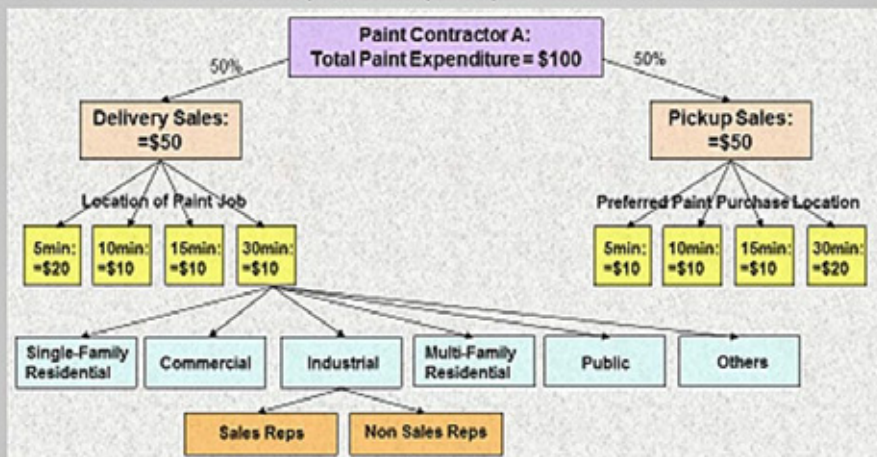 Paint Contractor A:
Total Paint Expenditure = $100
50%
50%
Delivery Sales:
=$50
Pickup Sales:
=$50
Location of Paint Job
Preferred Paint Purchase Location
5min:
=$20
10min:
=$10
15min:
=$10
30min:
=$10
5min:
=$10
10min:
=$10
15min:
=$10
30min:
=$20
Single-Family
Residential
Commercial
Industrial
Multi-Family
Residential
Public
Others
Sales Reps
Non Sales Reps